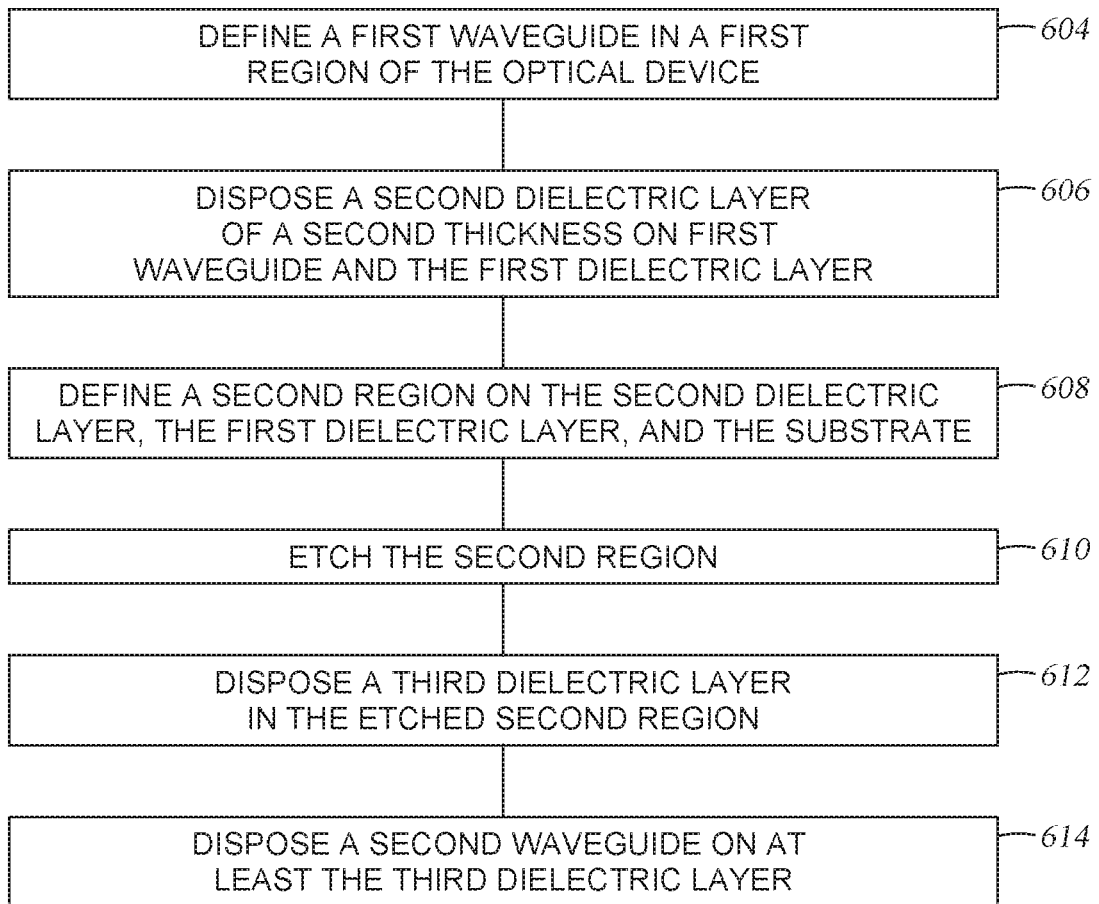 DEFINE A FIRST WAVEGUIDE IN A FIRST
REGION OF THE OPTICAL DEVICE
604
DISPOSE A SECOND DIELECTRIC LAYER
OF A SECOND THICKNESS ON FIRST
WAVEGUIDE AND THE FIRST DIELECTRIC LAYER
606
DEFINE A SECOND REGION ON THE SECOND DIELECTRIC
LAYER, THE FIRST DIELECTRIC LAYER, AND THE SUBSTRATE
608
ETCH THE SECOND REGION
610
DISPOSE A THIRD DIELECTRIC LAYER
IN THE ETCHED SECOND REGION
612
DISPOSE A SECOND WAVEGUIDE ON AT
LEAST THE THIRD DIELECTRIC LAYER
614